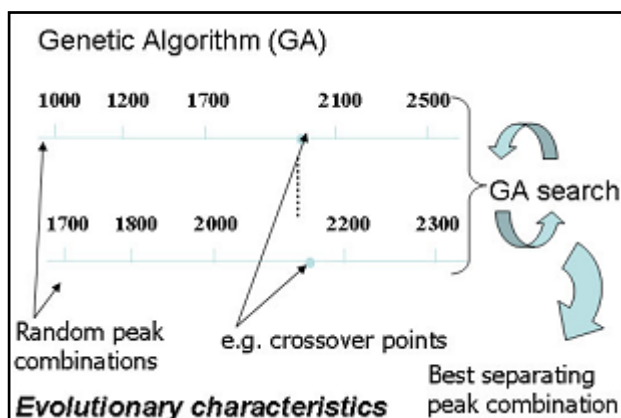 Genetic Algorithm (GA)
1000 1200 1700 2100 2500
GA search
1700 1800 2000 2200 2300
Random peak
combinations
e.g. crossover points
Best separating
peak combination
Evolutionary characteristics